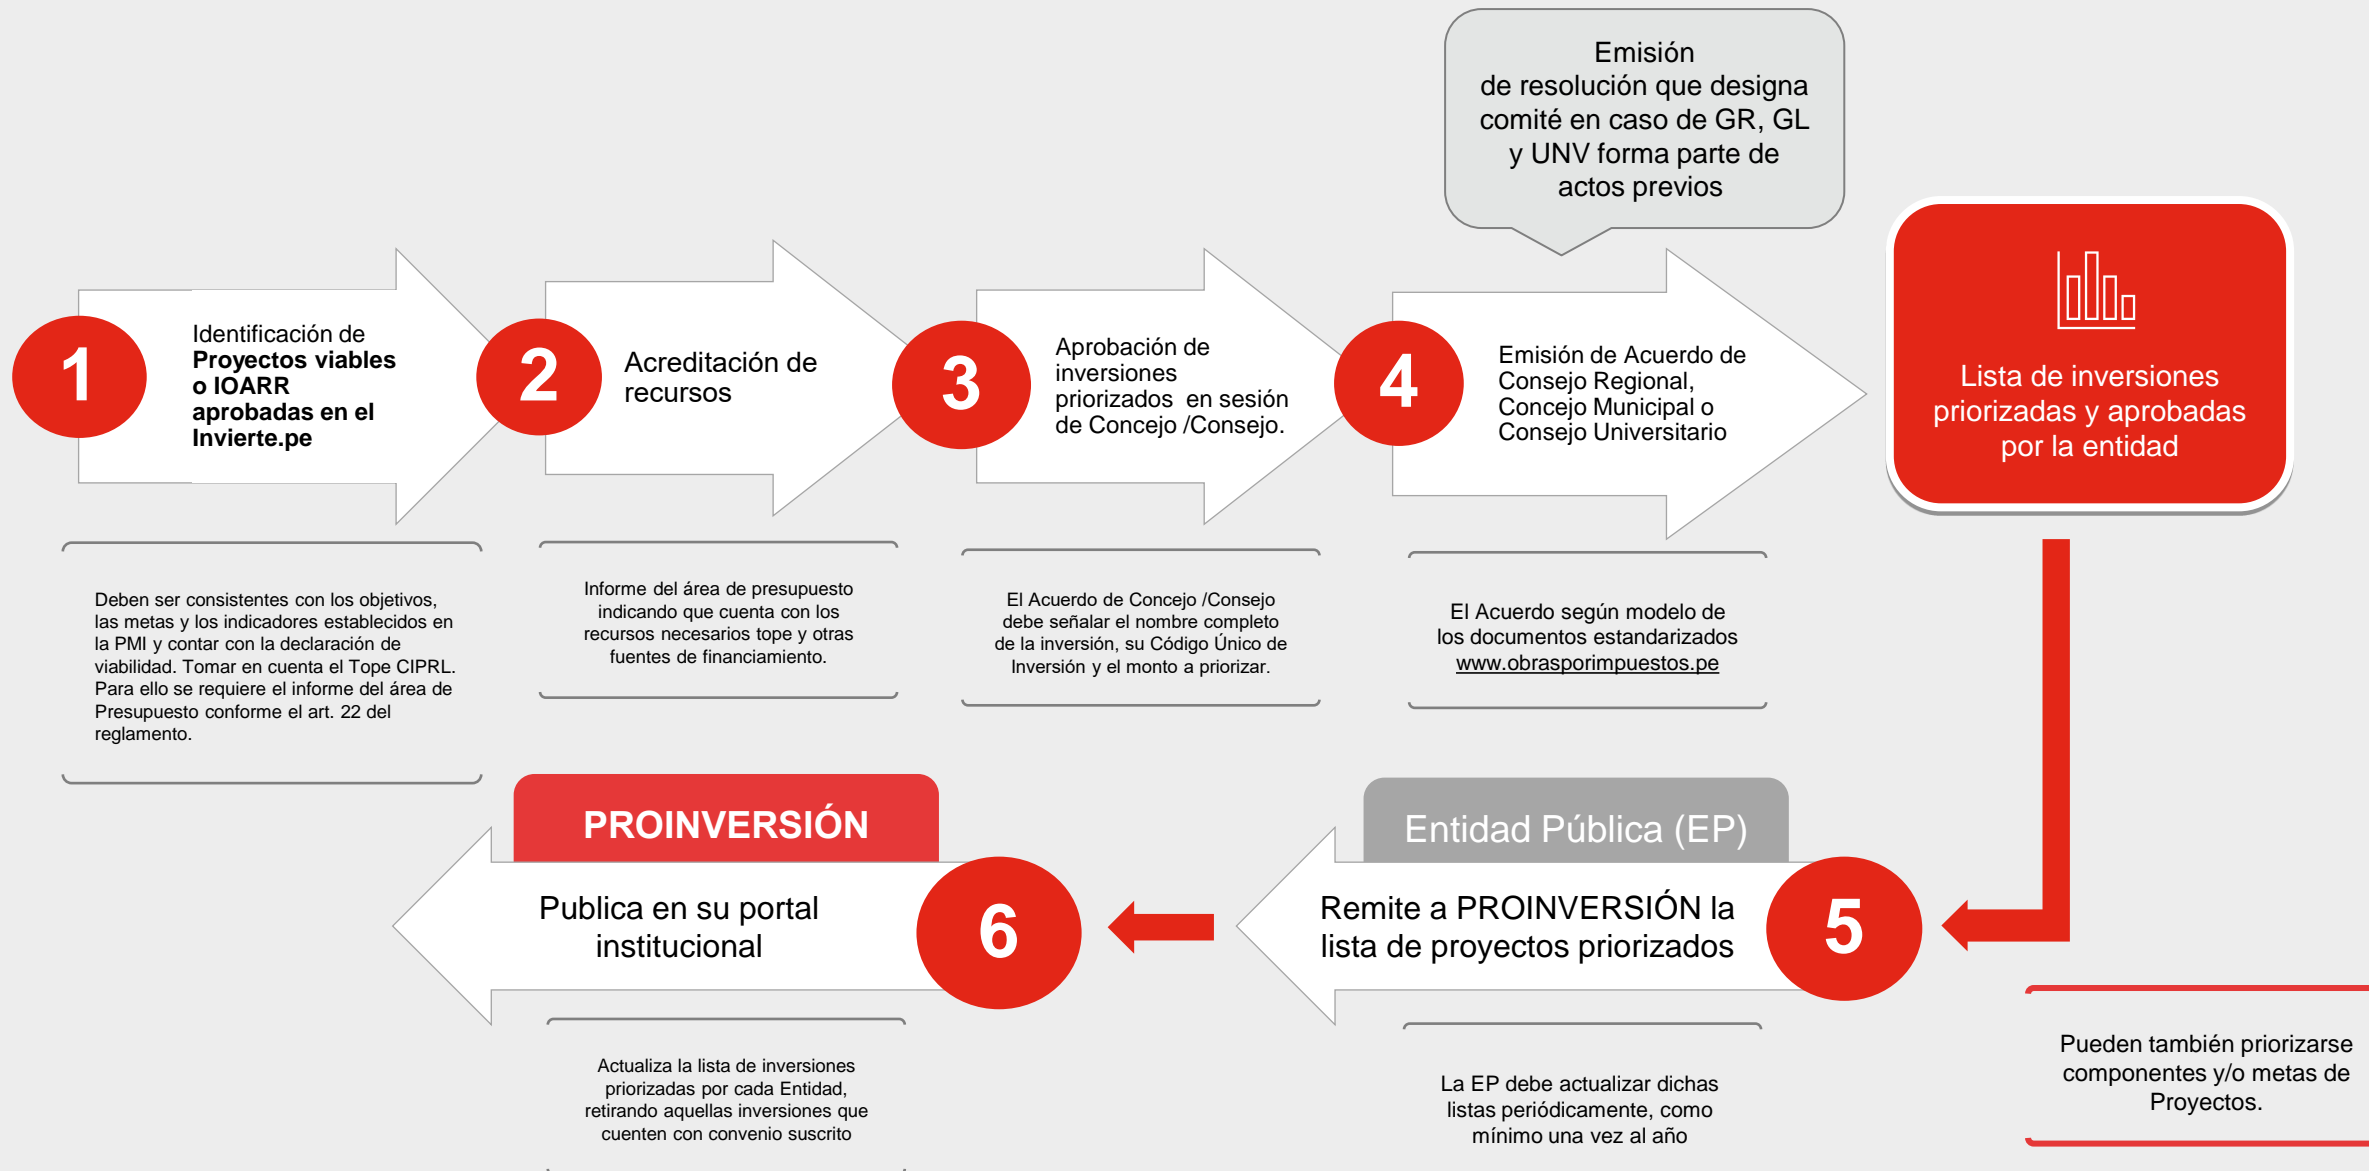 Emisión
de resolución que designa
comité en caso de GR, GL
y UNV forma parte de
actos previos
1
Identificación de
Proyectos viables
o IOARR
aprobadas en el
Invierte.pe
2
Acreditación de
recursos
3
Aprobación de
inversiones
priorizados en sesión
de Concejo /Consejo.
4
Emisión de Acuerdo de
Consejo Regional,
Concejo Municipal o
Consejo Universitario
Lista de inversiones
priorizadas y aprobadas
por la entidad
Deben ser consistentes con los objetivos,
las metas y los indicadores establecidos en
la PMI y contar con la declaración de
viabilidad. Tomar en cuenta el Tope CIPRL.
Para ello se requiere el informe del área de
Presupuesto conforme el art. 22 del
reglamento.
Informe del área de presupuesto
indicando que cuenta con los
recursos necesarios tope y otras
fuentes de financiamiento.
El Acuerdo de Concejo /Consejo
debe señalar el nombre completo
de la inversión, su Código Único de
Inversión y el monto a priorizar.
El Acuerdo según modelo de
los documentos estandarizados
www.obrasporimpuestos.pe
Entidad Pública (EP)
5
Remite a PROINVERSIÓN la
lista de proyectos priorizados
La EP debe actualizar dichas
listas periódicamente, como
mínimo una vez al año
Pueden también priorizarse
componentes y/o metas de
Proyectos.
PROINVERSIÓN
6
Publica en su portal
institucional
Actualiza la lista de inversiones
priorizadas por cada Entidad,
retirando aquellas inversiones que
cuenten con convenio suscrito